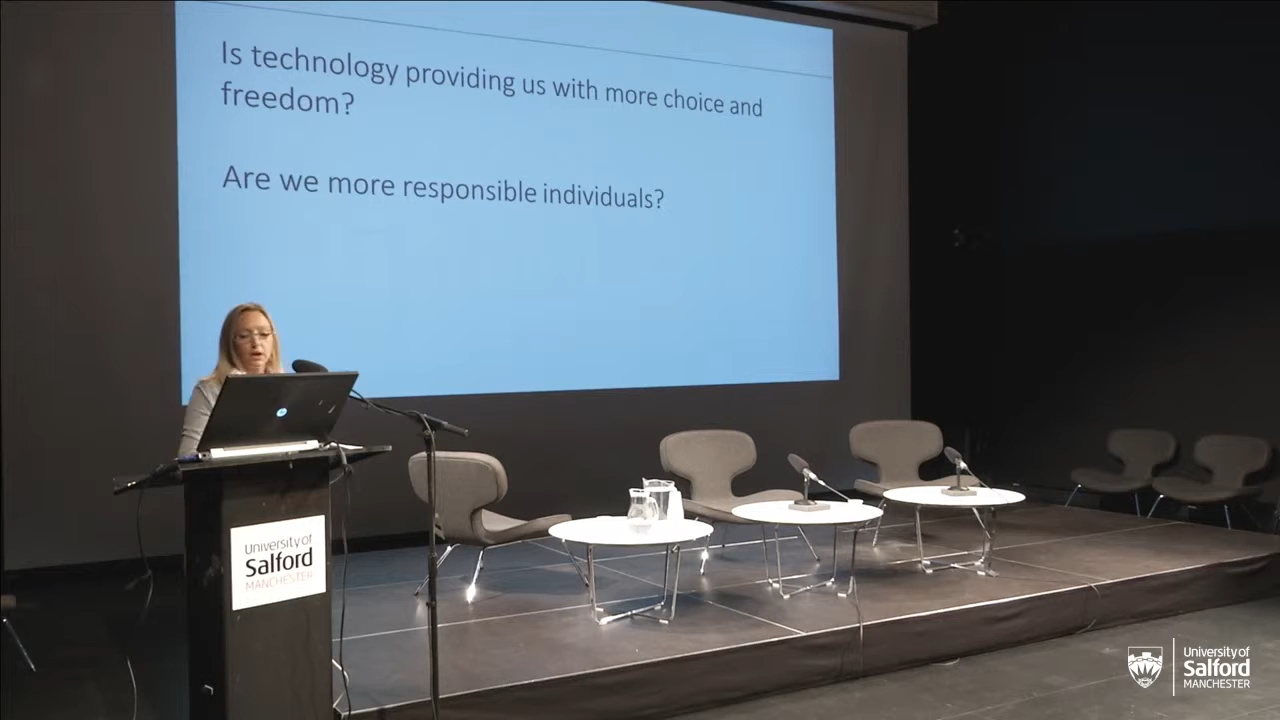 Is technology providing us with more choice and
freedom?
Are we more responsible individuals?
hp
University of
Salford
MANCHESTER
University of
Salford
MANCHESTER